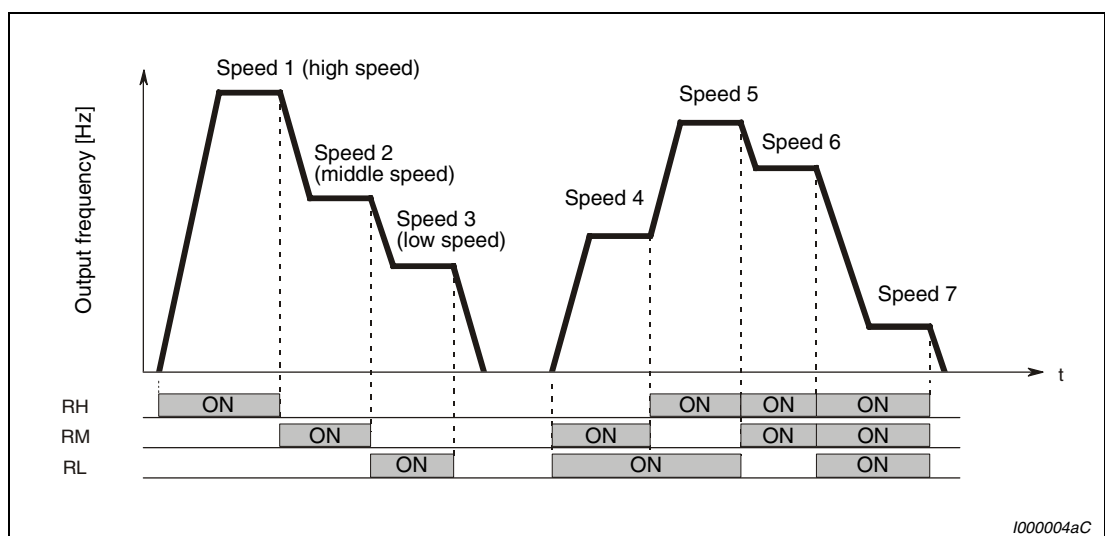 Speed 1 (high speed)
Speed 5
Speed 6
Speed 2
(middle speed)
Speed 4
Speed 3
(low speed)
Speed 7
Output frequency [Hz]
t
RH ON ON ON ON
RM ON ON ON ON
RL ON ON ON
I000004aC